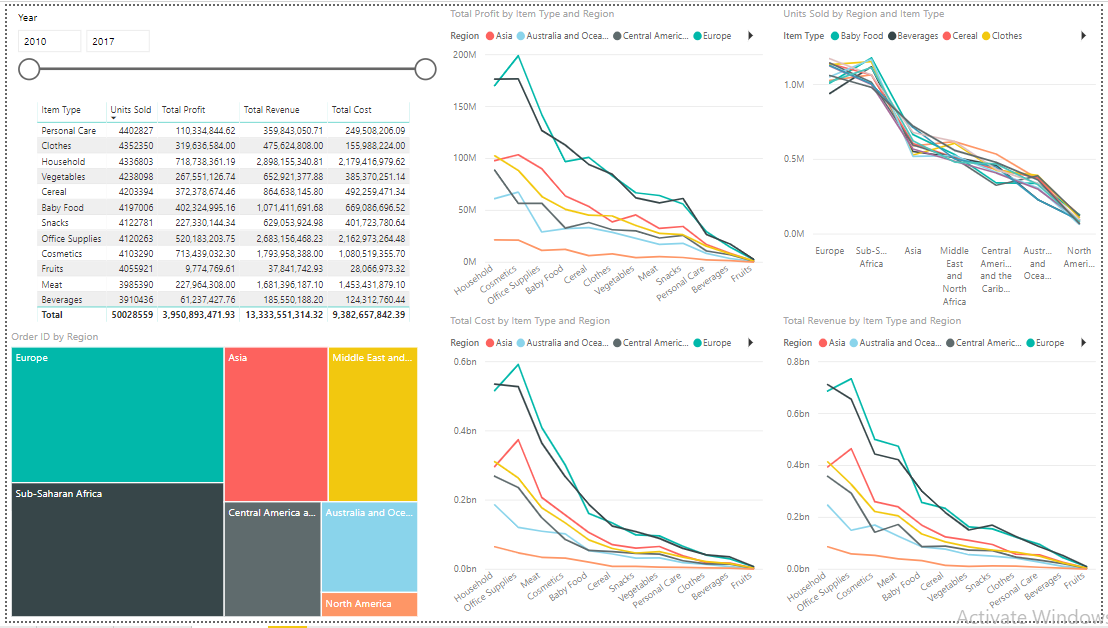 Year
2010 2017
Item Type Units Sold Total Profit Total Revenue Total Cost
Personal Care 4402827 110,334,844.62 359,843,050.71 249,508,206.09
Clothes 4352350 319,636,584.00 475,624,808.00 155,988,224.00
Household 4336803 718,738,361.19 2,898,155,340.81 2,179,416,979.62
Vegetables 4238098 267,551,126.74 652,921,377.88 385,370,251.14
Cereal 4203394 372,378,674.46 864,638,145.80 492,259,471.34
Baby Food 4197006 402,324,995.16 1,071,411,691.68 669,086,696.52
Snacks 4122781 227,330,144.34 629,053,924.98 401,723,780.64
Office Supplies 4120263 520,183,203.75 2,683,156,468.23 2,162,973,264.48
Cosmetics 4103290 713,439,032.30 1,793,958,388.00 1,080,519,355.70
Fruits 4055921 9,774,769.61 37,841,742.93 28,066,973.32
Meat 3985390 227,964,308.00 1,681,396,187.10 1,453,431,879.10
Beverages 3910436 61,237,427.76 185,550,188.20 124,312,760.44
Total 50028559 3,950,893,471.93 13,333,551,314.32 9,382,657,842.39
Order ID by Region
Europe
Asia
Middle East and...
Sub-Saharan Africa
Central America a...
Australia and Oce...
North America
Total Profit by Item Type and Region
Region Asia Australia and Ocea... Central Americ... Europe
200M
150M
100M
50M
0M
Household
Cosmetics
Office Supplies
Baby Food
Cereal
Clothes
Vegetables
Meat
Snacks
Personal Care
Beverages
Fruits
Units Sold by Region and Item Type
Item Type Baby Food Beverages Cereal Clothes
1.0M
0.5M
0.0M
Europe
Sub-S...
Africa
Asia
Middle
East
and
North
Africa
Central
Ameri...
and the
Carib...
Austr...
and
Ocea...
North
Ameri...
Total Cost by Item Type and Region
Region Asia Australia and Ocea... Central Americ... Europe
0.6bn
0.4bn
0.2bn
0.0bn
Household
Office Supplies
Meat
Cosmetics
Baby Food
Cereal
Snacks
Vegetables
Personal Care
Clothes
Beverages
Fruits
Total Revenue by Item Type and Region
Region Asia Australia and Ocea... Central Americ... Europe
0.8bn
0.6bn
0.4bn
0.2bn
0.0bn
Household
Office Supplies
Cosmetics
Meat
Baby Food
Cereal
Vegetables
Snacks
Clothes
Personal Care
Beverages
Fruits
Activate Windows